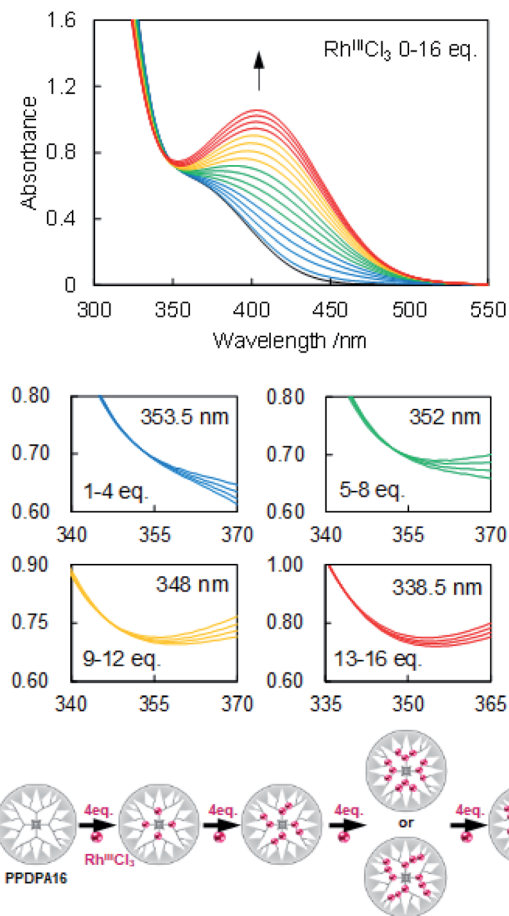 1.6
1.2
0.8
0.4
0
Absorbance
Rh^III Cl₃ 0-16 eq.
300 350 400 450 500 550
Wavelength /nm
0.80
0.70
0.60
353.5 nm
1-4 eq.
340 355 370
0.80
0.70
0.60
352 nm
5-8 eq.
340 355 370
0.90
0.75
0.60
348 nm
9-12 eq.
340 355 370
1.00
0.80
0.60
338.5 nm
13-16 eq.
335 350 365
4eq. 4eq. 4eq. or 4eq.
Rh^III Cl₃
PPDPA16